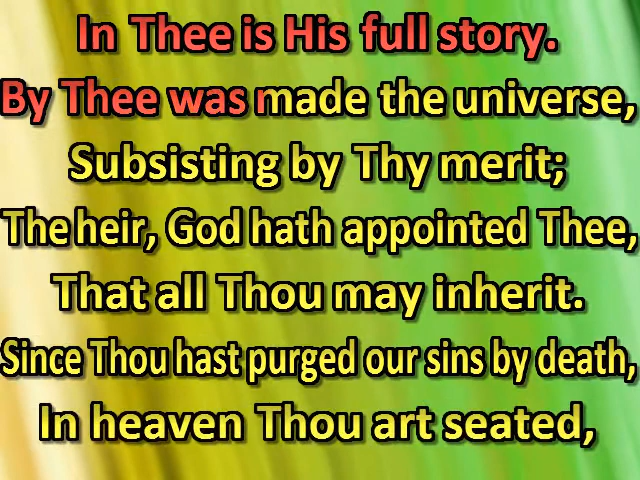 In Thee is His full story.
By Thee was made the universe,
Subsisting by Thy merit;
The heir, God hath appointed Thee,
That all Thou may inherit.
Since Thou hast purged our sins by death,
In heaven Thou art seated,